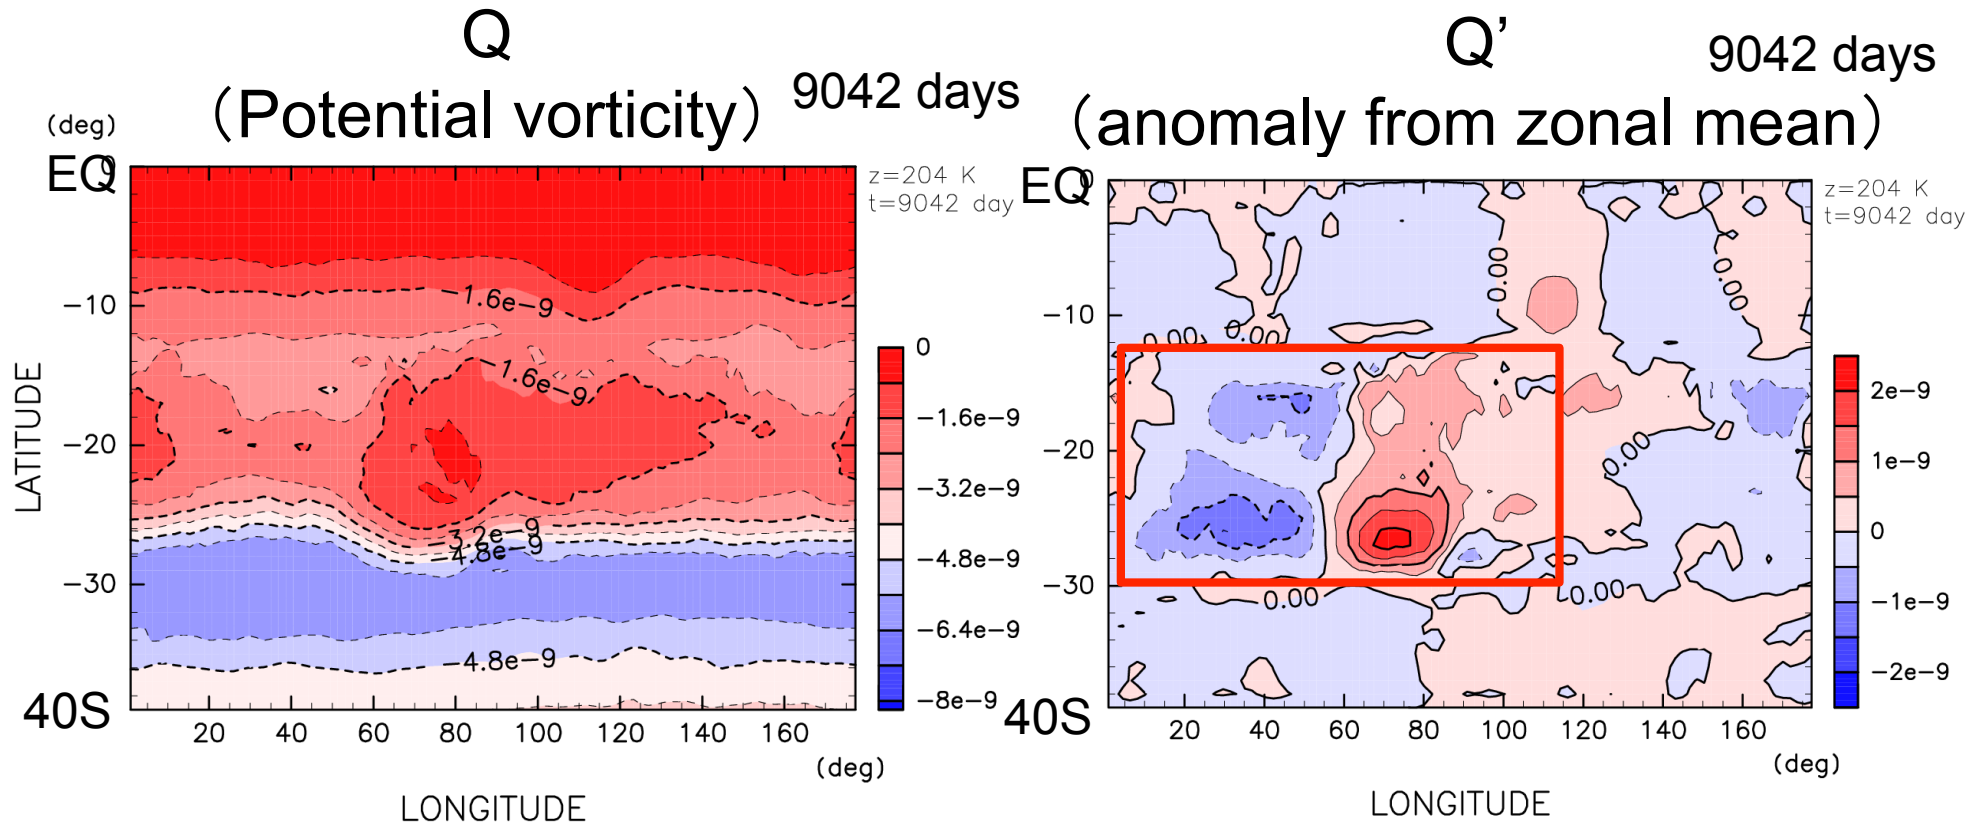 Q
(Potential vorticity)
9042 days
(deg)
EQ
0
z=204 K
t=9042 day
-10
-20
-30
40S
LATITUDE
-1.6e-9
-1.6e-9
-3.2e-9
-4.8e-9
-4.8e-9
0
-1.6e-9
-3.2e-9
-4.8e-9
-6.4e-9
-8e-9
20 40 60 80 100 120 140 160
(deg)
LONGITUDE
Q’
9042 days
(anomaly from zonal mean)
EQ
0
z=204 K
t=9042 day
-10
-20
-30
40S
0.00
0.00
0.00
0.00
0.00
0.00
0.00
2e-9
1e-9
0
-1e-9
-2e-9
20 40 60 80 100 120 140 160
(deg)
LONGITUDE